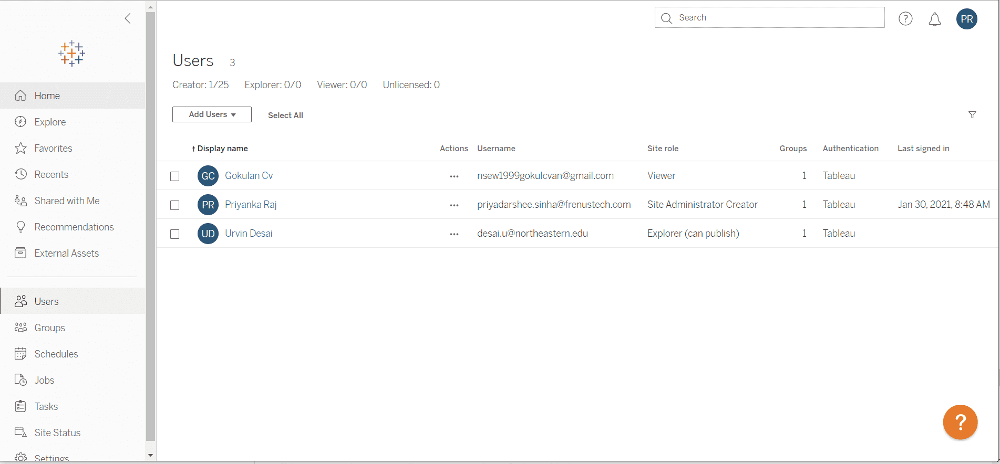 Search
?
PR
Users 3
Creator: 1/25 Explorer: 0/0 Viewer: 0/0 Unlicensed: 0
Add Users ▾ Select All
↑ Display name Actions Username Site role Groups Authentication Last signed in
GC Gokulan Cv ••• nsew1999gokulcvan@gmail.com Viewer 1 Tableau
PR Priyanka Raj ••• priyadarshee.sinha@frenustech.com Site Administrator Creator 1 Tableau Jan 30, 2021, 8:48 AM
UD Urvin Desai ••• desai.u@northeastern.edu Explorer (can publish) 1 Tableau
Home
Explore
Favorites
Recents
Shared with Me
Recommendations
External Assets
Users
Groups
Schedules
Jobs
Tasks
Site Status
Settings
?